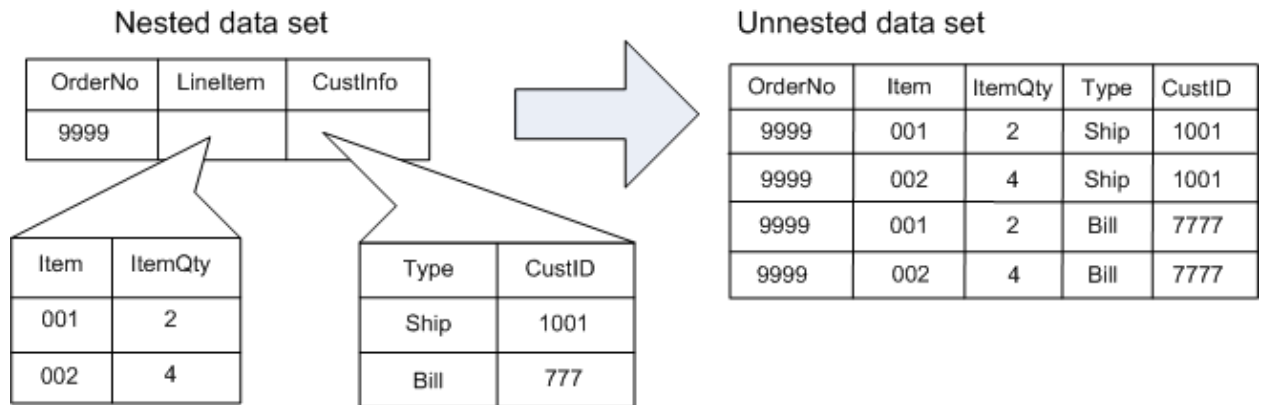 Nested data set
OrderNo LineItem CustInfo
9999
Item ItemQty
001 2
002 4
Type CustID
Ship 1001
Bill 777
Unnested data set
OrderNo Item ItemQty Type CustID
9999 001 2 Ship 1001
9999 002 4 Ship 1001
9999 001 2 Bill 7777
9999 002 4 Bill 7777